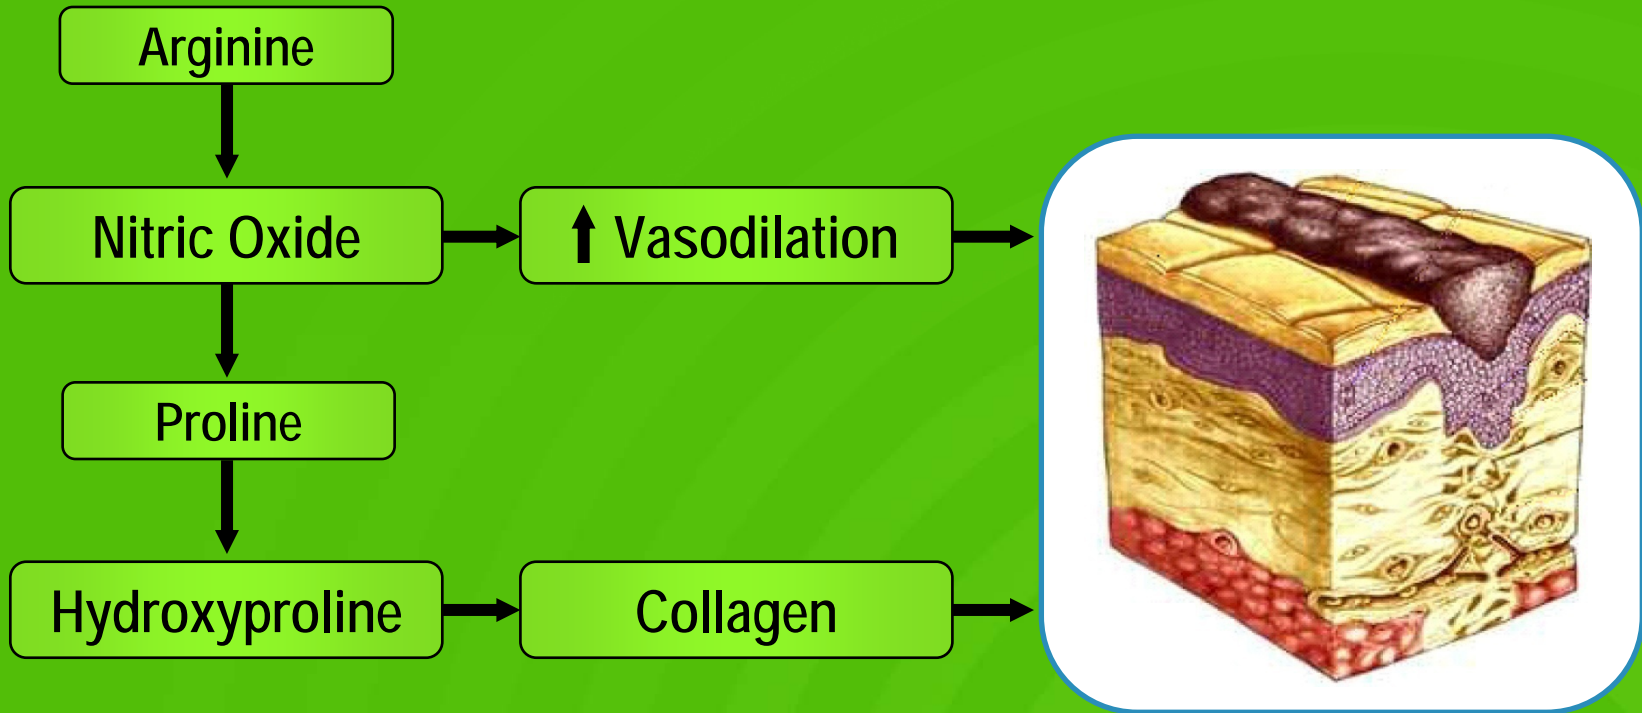 Arginine
Nitric Oxide
↑ Vasodilation
Proline
Hydroxyproline
Collagen